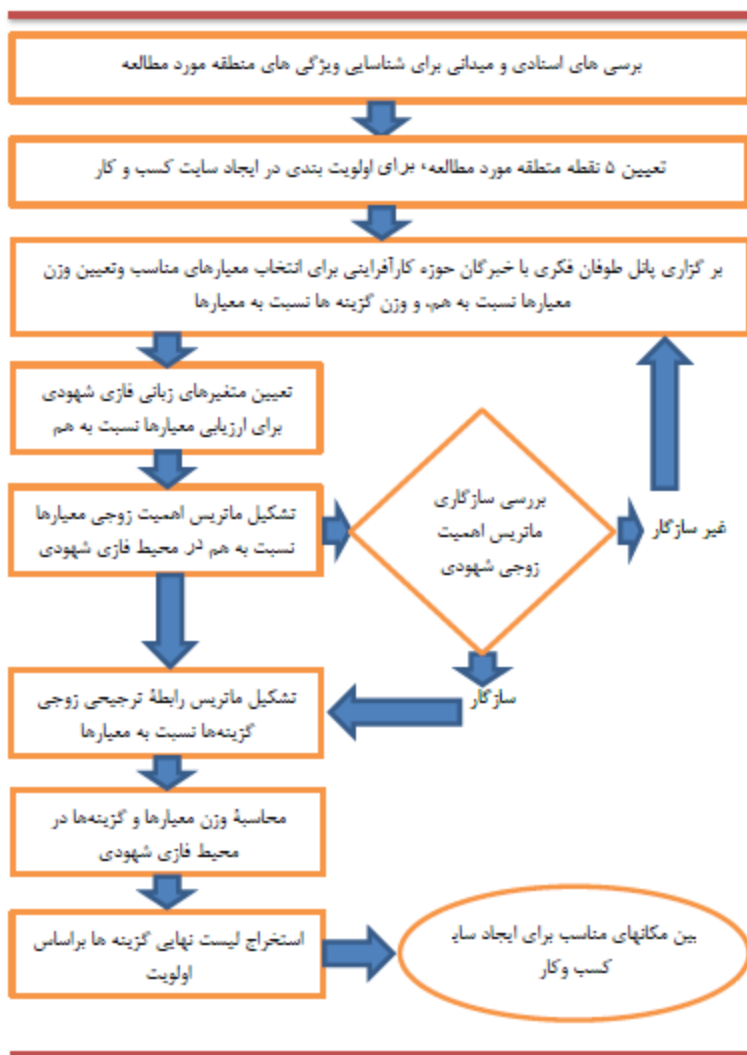 برسی های اسنادی و میدانی برای شناسایی ویژگی های منطقه مورد مطالعه
تعیین ۵ نقطه متطقه مورد مطالعه، برای اولویت بندی در ایجاد سایت کسب و کار
بر گزاری پانل طوفان فکری با خبرگان حوزه کارآفراینی برای انتخاب معیارهای مناسب وتعیین وزن
معیارها نسبت به هم، و وزن گزینه ها نسبت به معیارها
تعیین متغیرهای زبانی فازی شهودی
برای ارزیابی معیارها نسبت به هم
تشکیل ماتریس اهمیت زوجی معیارها
نسبت به هم در محیط فازی شهودی
بررسی سازگاری
ماتریس اهمیت
زوجی شهودی
غیر سازگار
سازگار
تشکیل ماتریس رابطهٔ ترجیحی زوجی
گزینه‌ها نسبت به معیارها
محاسبهٔ وزن معیارها و گزینه‌ها در
محیط فازی شهودی
استخراج لیست نهایی گزینه ها براساس
اولویت
بین مکانهای مناسب برای ایجاد سای
کسب وکار